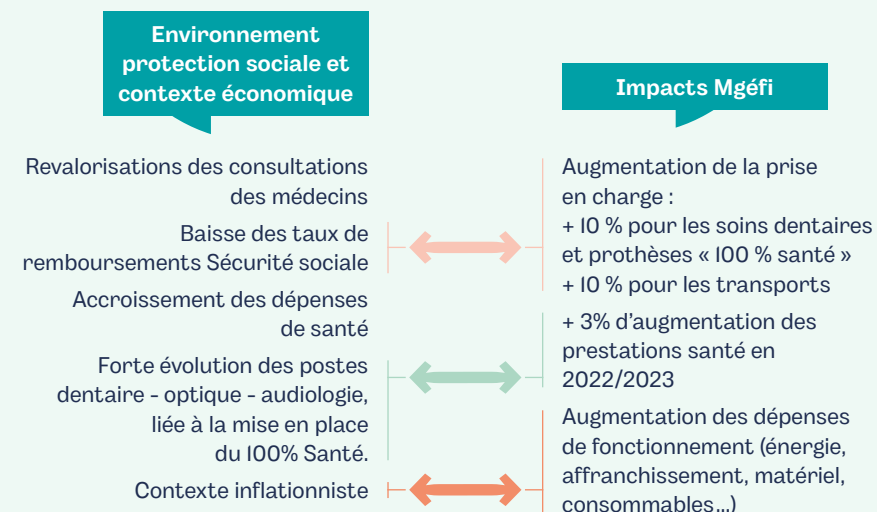 Environnement
protection sociale et
contexte économique
Revalorisations des consultations
des médecins
Baisse des taux de
remboursements Sécurité sociale
Accroissement des dépenses
de santé
Forte évolution des postes
dentaire - optique - audiologie,
liée à la mise en place
du 100% Santé.
Contexte inflationniste
Impacts Mgéfi
Augmentation de la prise
en charge :
+ 10 % pour les soins dentaires
et prothèses « 100 % santé »
+ 10 % pour les transports
+ 3% d'augmentation des
prestations santé en
2022/2023
Augmentation des dépenses
de fonctionnement (énergie,
affranchissement, matériel,
consommables…)